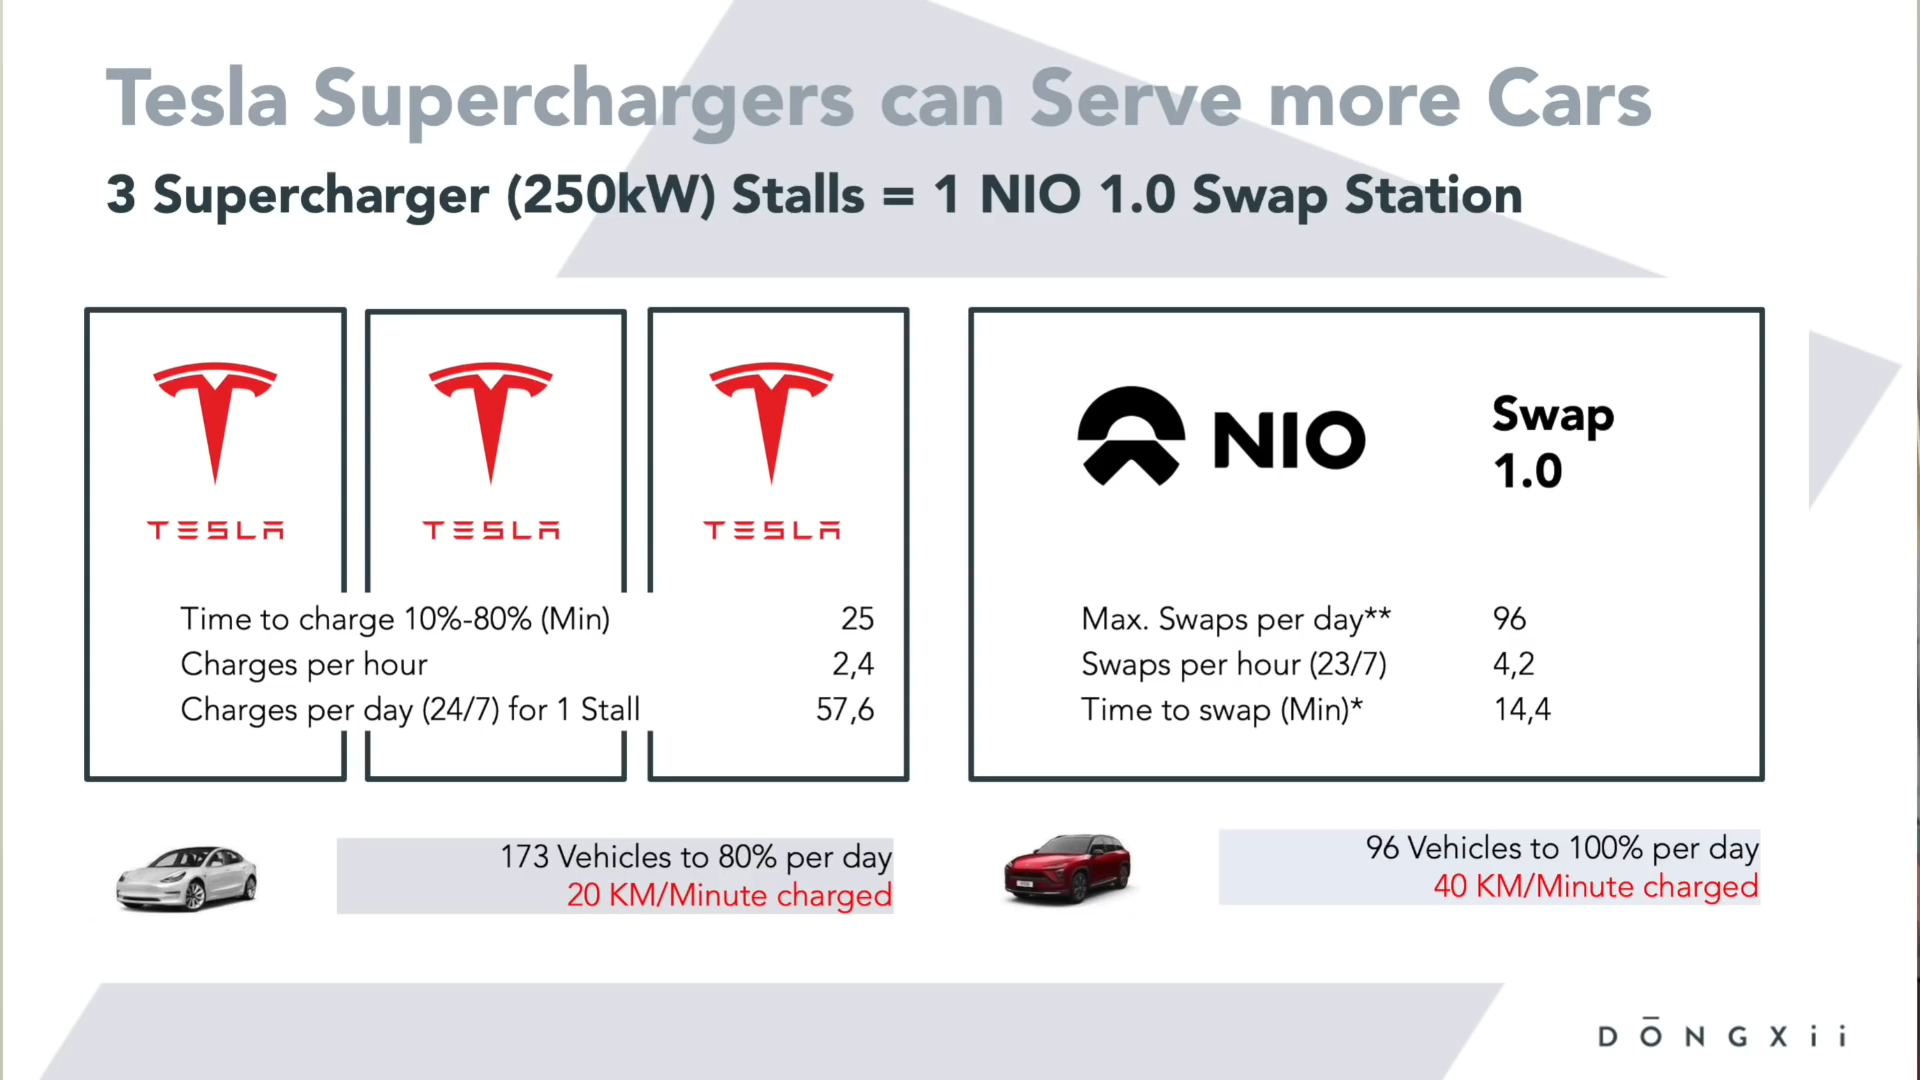 Tesla Superchargers can Serve more Cars
3 Supercharger (250kW) Stalls = 1 NIO 1.0 Swap Station
TESLA
TESLA
TESLA
Time to charge 10%-80% (Min) 25
Charges per hour 2,4
Charges per day (24/7) for 1 Stall 57,6
NIO
Swap
1.0
Max. Swaps per day** 96
Swaps per hour (23/7) 4,2
Time to swap (Min)* 14,4
173 Vehicles to 80% per day
20 KM/Minute charged
96 Vehicles to 100% per day
40 KM/Minute charged
DŌNGXii